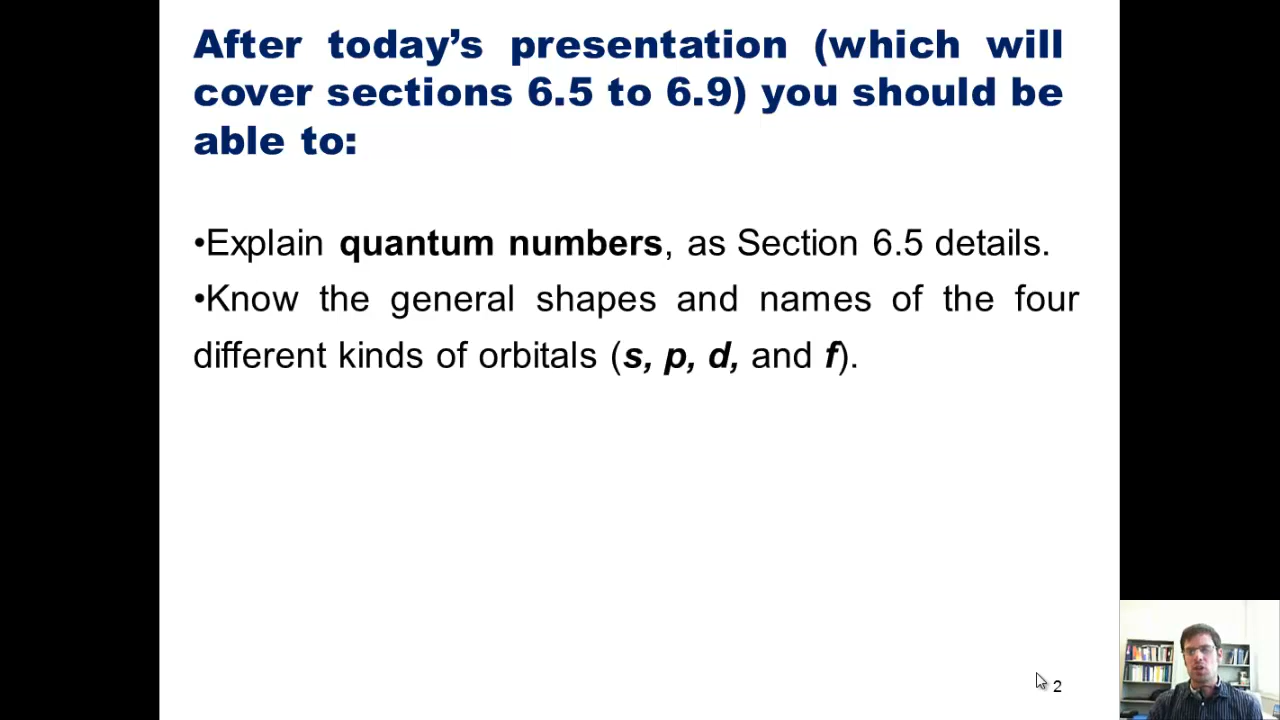 After today’s presentation (which will
cover sections 6.5 to 6.9) you should be
able to:
•Explain quantum numbers, as Section 6.5 details.
•Know the general shapes and names of the four
different kinds of orbitals (s, p, d, and f).
2